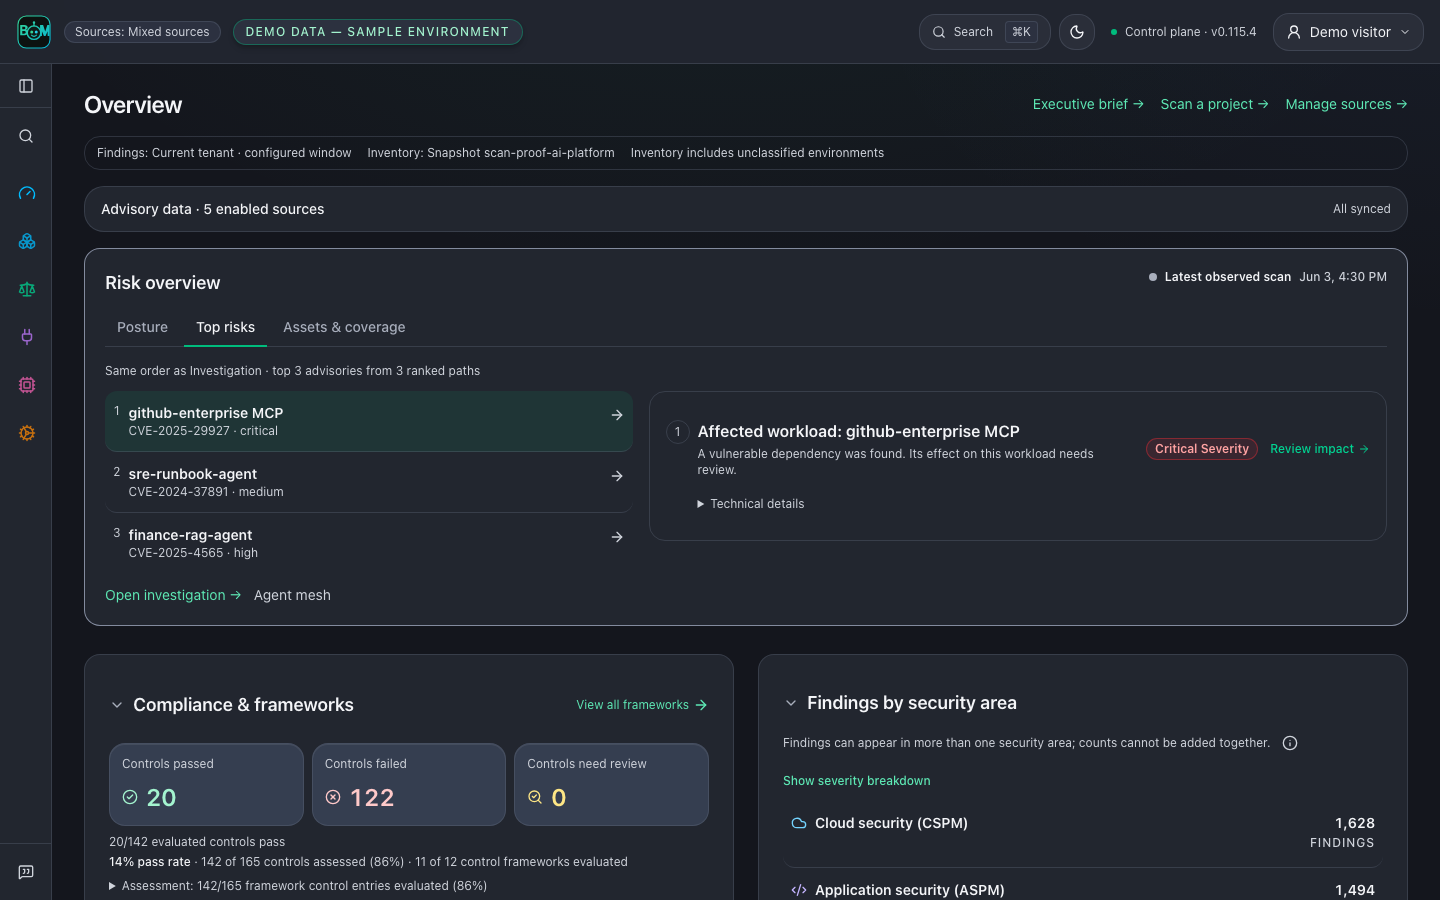 BOM
Sources: Mixed sources
DEMO DATA — SAMPLE ENVIRONMENT
Search ⌘K
Control plane · v0.115.4
Demo visitor
Overview
Executive brief →
Scan a project →
Manage sources →
Findings: Current tenant · configured window
Inventory: Snapshot scan-proof-ai-platform
Inventory includes unclassified environments
Advisory data · 5 enabled sources
All synced
Risk overview
Latest observed scan Jun 3, 4:30 PM
Posture
Top risks
Assets & coverage
Same order as Investigation · top 3 advisories from 3 ranked paths
1 github-enterprise MCP →
CVE-2025-29927 · critical
2 sre-runbook-agent →
CVE-2024-37891 · medium
3 finance-rag-agent →
CVE-2025-4565 · high
1 Affected workload: github-enterprise MCP
A vulnerable dependency was found. Its effect on this workload needs
review.
Critical Severity
Review impact →
▶ Technical details
Open investigation →
Agent mesh
Compliance & frameworks
View all frameworks →
Controls passed
20
Controls failed
122
Controls need review
0
20/142 evaluated controls pass
14% pass rate · 142 of 165 controls assessed (86%) · 11 of 12 control frameworks evaluated
▶ Assessment: 142/165 framework control entries evaluated (86%)
Findings by security area
Findings can appear in more than one security area; counts cannot be added together.
Show severity breakdown
Cloud security (CSPM)
1,628
FINDINGS
Application security (ASPM)
1,494